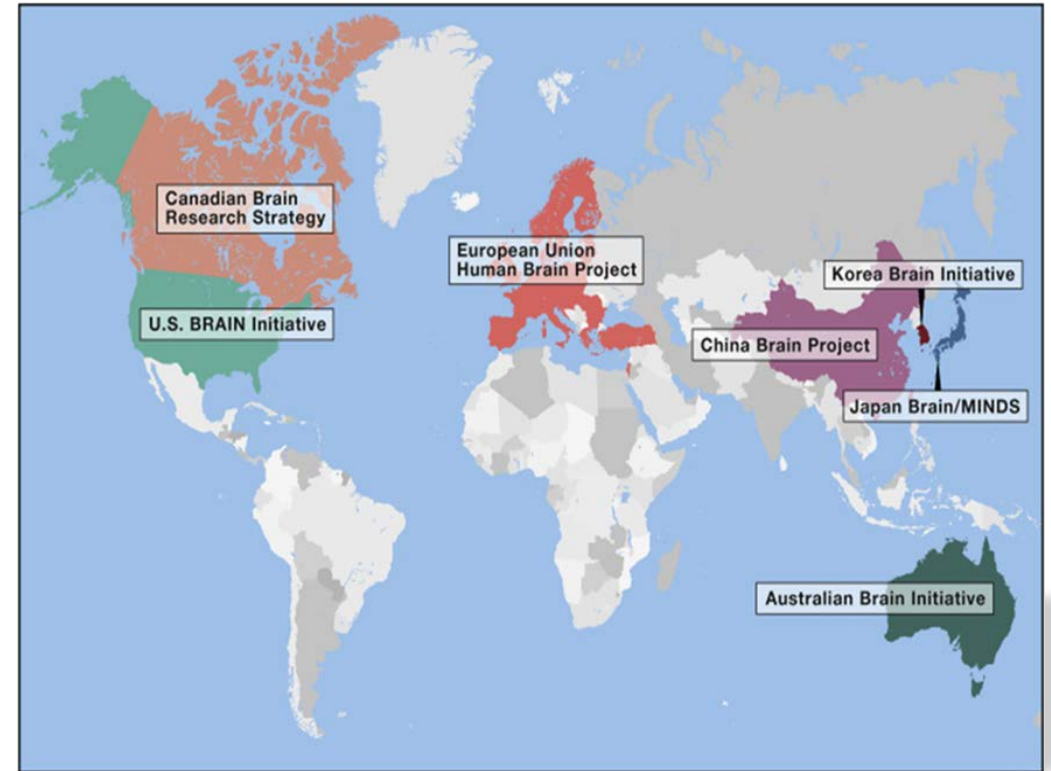 Canadian Brain
Research Strategy
European Union
Human Brain Project
Korea Brain Initiative
U.S. BRAIN Initiative
China Brain Project
Japan Brain/MINDS
Australian Brain Initiative